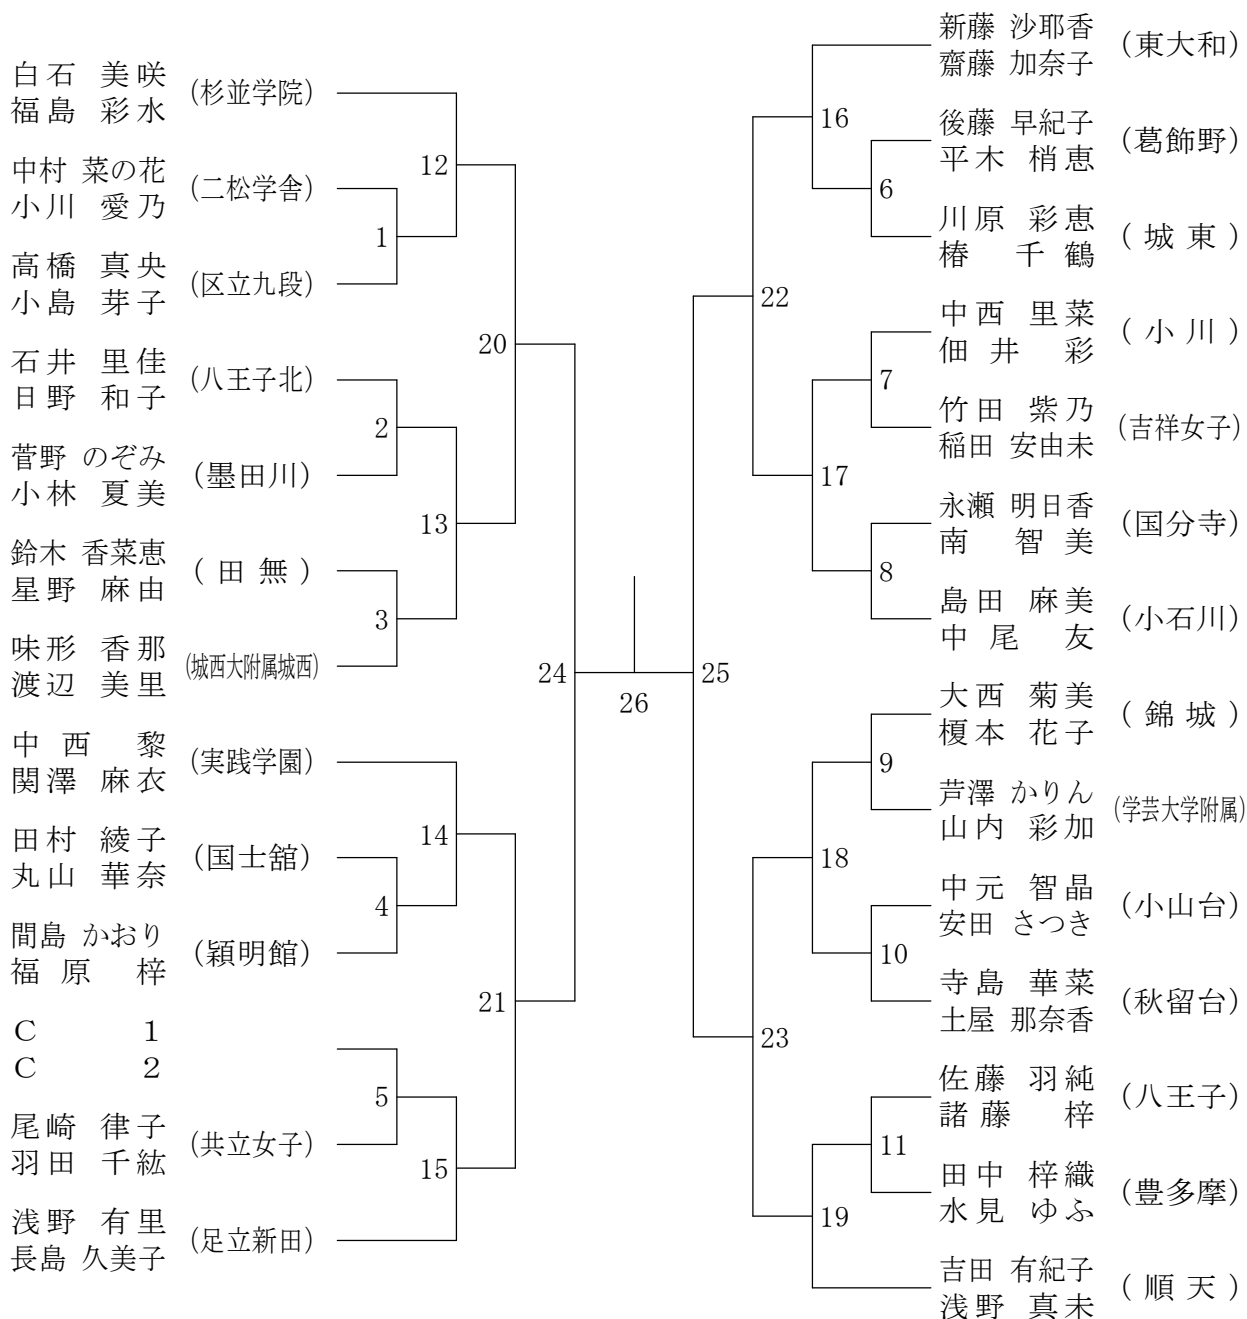 白石 美咲
福島 彩水
(杉並学院)
中村 菜の花
小川 愛乃
(二松学舎)
高橋 真央
小島 芽子
(区立九段)
石井 里佳
日野 和子
(八王子北)
菅野 のぞみ
小林 夏美
(墨田川)
鈴木 香菜恵
星野 麻由
(田無)
味形 香那
渡辺 美里
(城西大附属城西)
中西 黎
関澤 麻衣
(実践学園)
田村 綾子
丸山 華奈
(国士舘)
間島 かおり
福原 梓
(穎明館)
C 1
C 2
尾崎 律子
羽田 千紘
(共立女子)
浅野 有里
長島 久美子
(足立新田)
1
2
3
4
5
12
13
14
15
20
21
24
26
25
22
23
16
17
18
19
6
7
8
9
10
11
新藤 沙耶香
齋藤 加奈子
(東大和)
後藤 早紀子
平木 梢恵
(葛飾野)
川原 彩恵
椿 千鶴
(城東)
中西 里菜
佃井 彩
(小川)
竹田 紫乃
稲田 安由未
(吉祥女子)
永瀬 明日香
南 智美
(国分寺)
島田 麻美
中尾 友
(小石川)
大西 菊美
榎本 花子
(錦城)
芦澤 かりん
山内 彩加
(学芸大学附属)
中元 智晶
安田 さつき
(小山台)
寺島 華菜
土屋 那奈香
(秋留台)
佐藤 羽純
諸藤 梓
(八王子)
田中 梓織
水見 ゆふ
(豊多摩)
吉田 有紀子
浅野 真未
(順天)